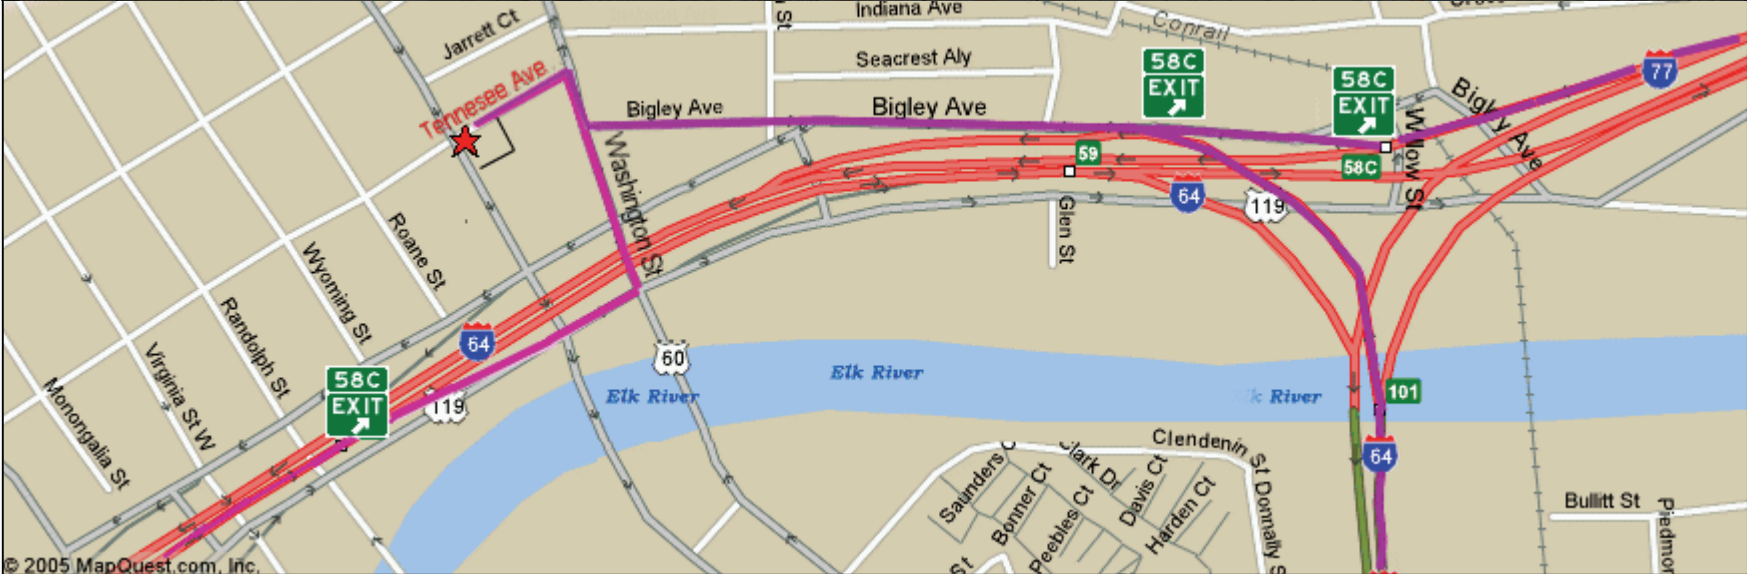 Jarrett Ct
St
Indiana Ave
Conrail
Seacrest Aly
58C
EXIT
58C
EXIT
77
Tennesee Ave
Bigley Ave
Bigley Ave
Bigley Ave
Willow St
59
58C
Washington St
64
119
Glen St
Roane St
Wyoming St
Randolph St
Virginia St W
Monongalia St
64
58C
EXIT
119
60
Elk River
Elk River
k River
101
64
Clendenin St
Donnally S
Saunders C
Clark Dr
Bonner Ct
Peebles Ct
Davis Ct
Harden Ct
St
Bullitt St
Piedmon
© 2005 MapQuest.com, Inc.